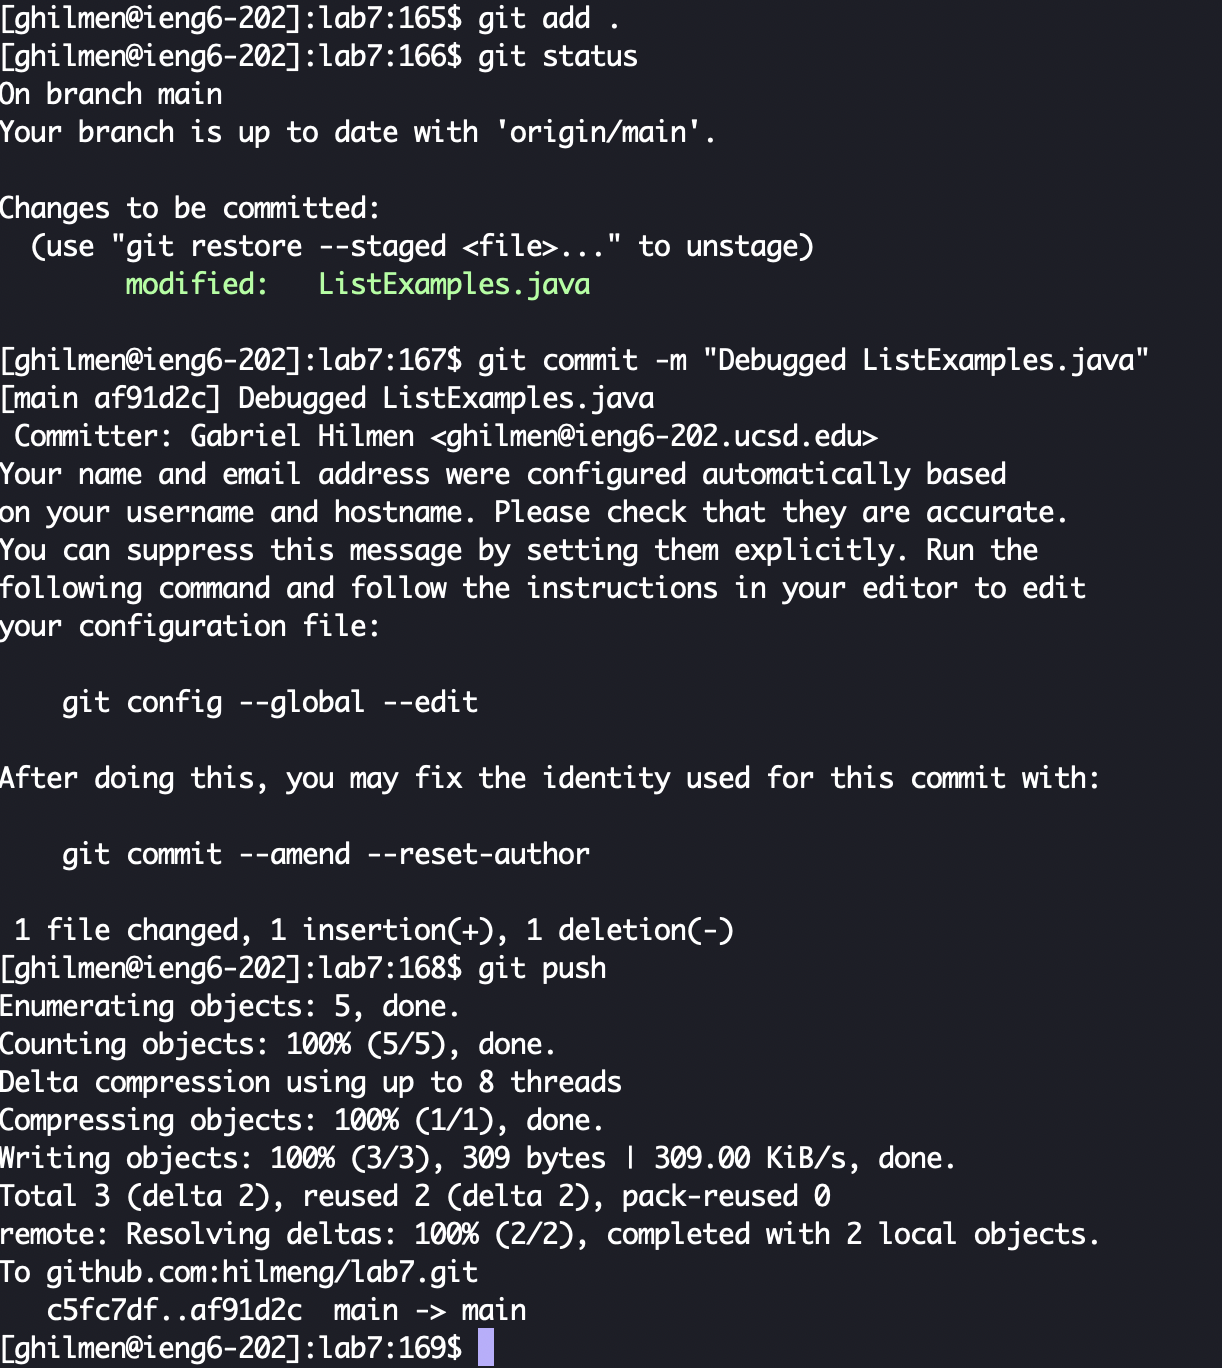 [ghilmen@ieng6-202]:lab7:165$ git add .
[ghilmen@ieng6-202]:lab7:166$ git status
On branch main
Your branch is up to date with 'origin/main'.

Changes to be committed:
  (use "git restore --staged <file>..." to unstage)
        modified:   ListExamples.java

[ghilmen@ieng6-202]:lab7:167$ git commit -m "Debugged ListExamples.java"
[main af91d2c] Debugged ListExamples.java
 Committer: Gabriel Hilmen <ghilmen@ieng6-202.ucsd.edu>
Your name and email address were configured automatically based
on your username and hostname. Please check that they are accurate.
You can suppress this message by setting them explicitly. Run the
following command and follow the instructions in your editor to edit
your configuration file:

    git config --global --edit

After doing this, you may fix the identity used for this commit with:

    git commit --amend --reset-author

 1 file changed, 1 insertion(+), 1 deletion(-)
[ghilmen@ieng6-202]:lab7:168$ git push
Enumerating objects: 5, done.
Counting objects: 100% (5/5), done.
Delta compression using up to 8 threads
Compressing objects: 100% (1/1), done.
Writing objects: 100% (3/3), 309 bytes | 309.00 KiB/s, done.
Total 3 (delta 2), reused 2 (delta 2), pack-reused 0
remote: Resolving deltas: 100% (2/2), completed with 2 local objects.
To github.com:hilmeng/lab7.git
   c5fc7df..af91d2c  main -> main
[ghilmen@ieng6-202]:lab7:169$